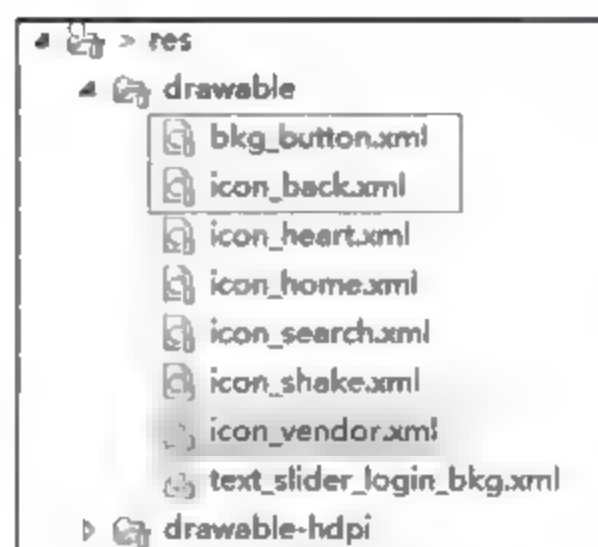 > res
drawable
bkg_button.xml
icon_back.xml
icon_heart.xml
icon_home.xml
icon_search.xml
icon_shake.xml
icon_vendor.xml
text_slider_login_bkg.xml
drawable-hdpi